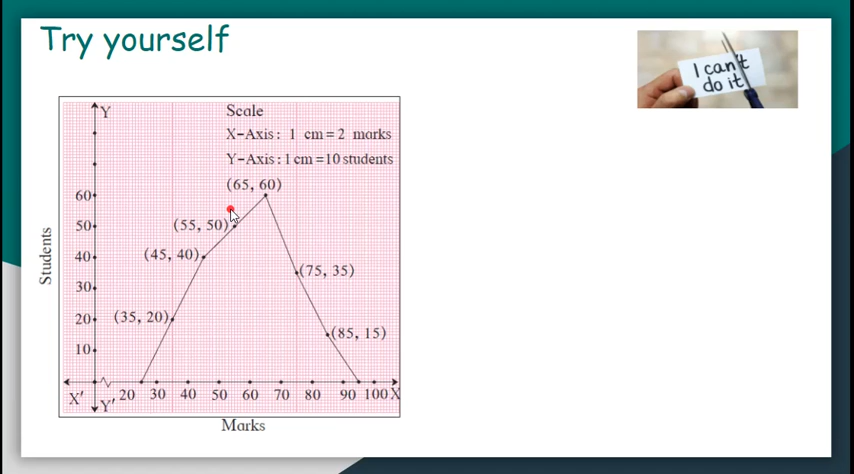 Try yourself
I can't
do it
Y
Scale
X-Axis: 1 cm=2 marks
Y-Axis:1 cm=10 students
(65, 60)
60
(55, 50)
50
(45, 40)
40
(75, 35)
30
(35, 20)
20
(85, 15)
10
X' Y' 20 30 40 50 60 70 80 90 100 X
Students
Marks